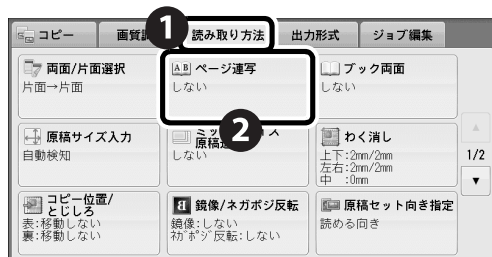 コピー
画質
1
読み取り方法
出力形式
ジョブ編集
両面/片面選択
片面→片面
AB ページ連写
しない
ブック両面
しない
原稿サイズ入力
自動検知
ミッ
ス
原稿
しない
2
わく消し
上下:2mm/2mm
左右:2mm/2mm
中 :0mm
1/2
コピー位置/
とじしろ
表:移動しない
裏:移動しない
B 鏡像/ネガポジ反転
鏡像:しない
ネガポジ反転:しない
原稿セット向き指定
読める向き